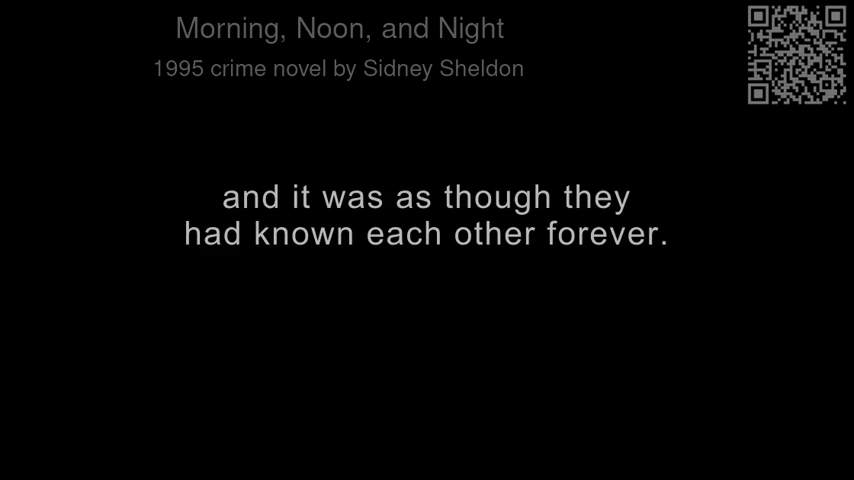 Morning, Noon, and Night
1995 crime novel by Sidney Sheldon
and it was as though they
had known each other forever.